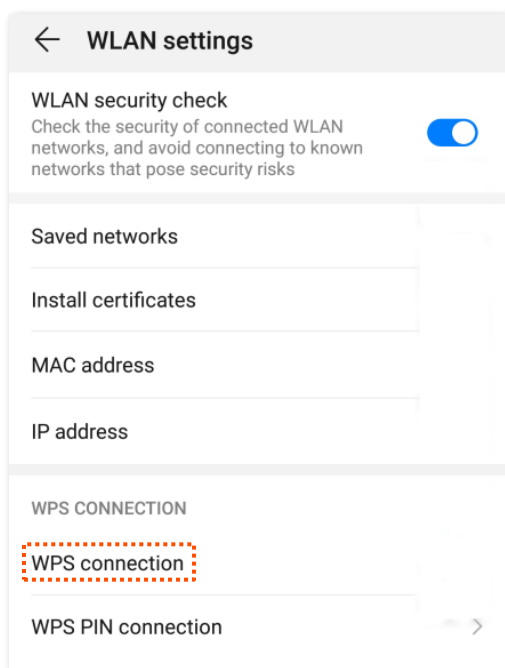 WLAN settings
WLAN security check
Check the security of connected WLAN
networks, and avoid connecting to known
networks that pose security risks
Saved networks
Install certificates
MAC address
IP address
WPS CONNECTION
WPS connection
WPS PIN connection